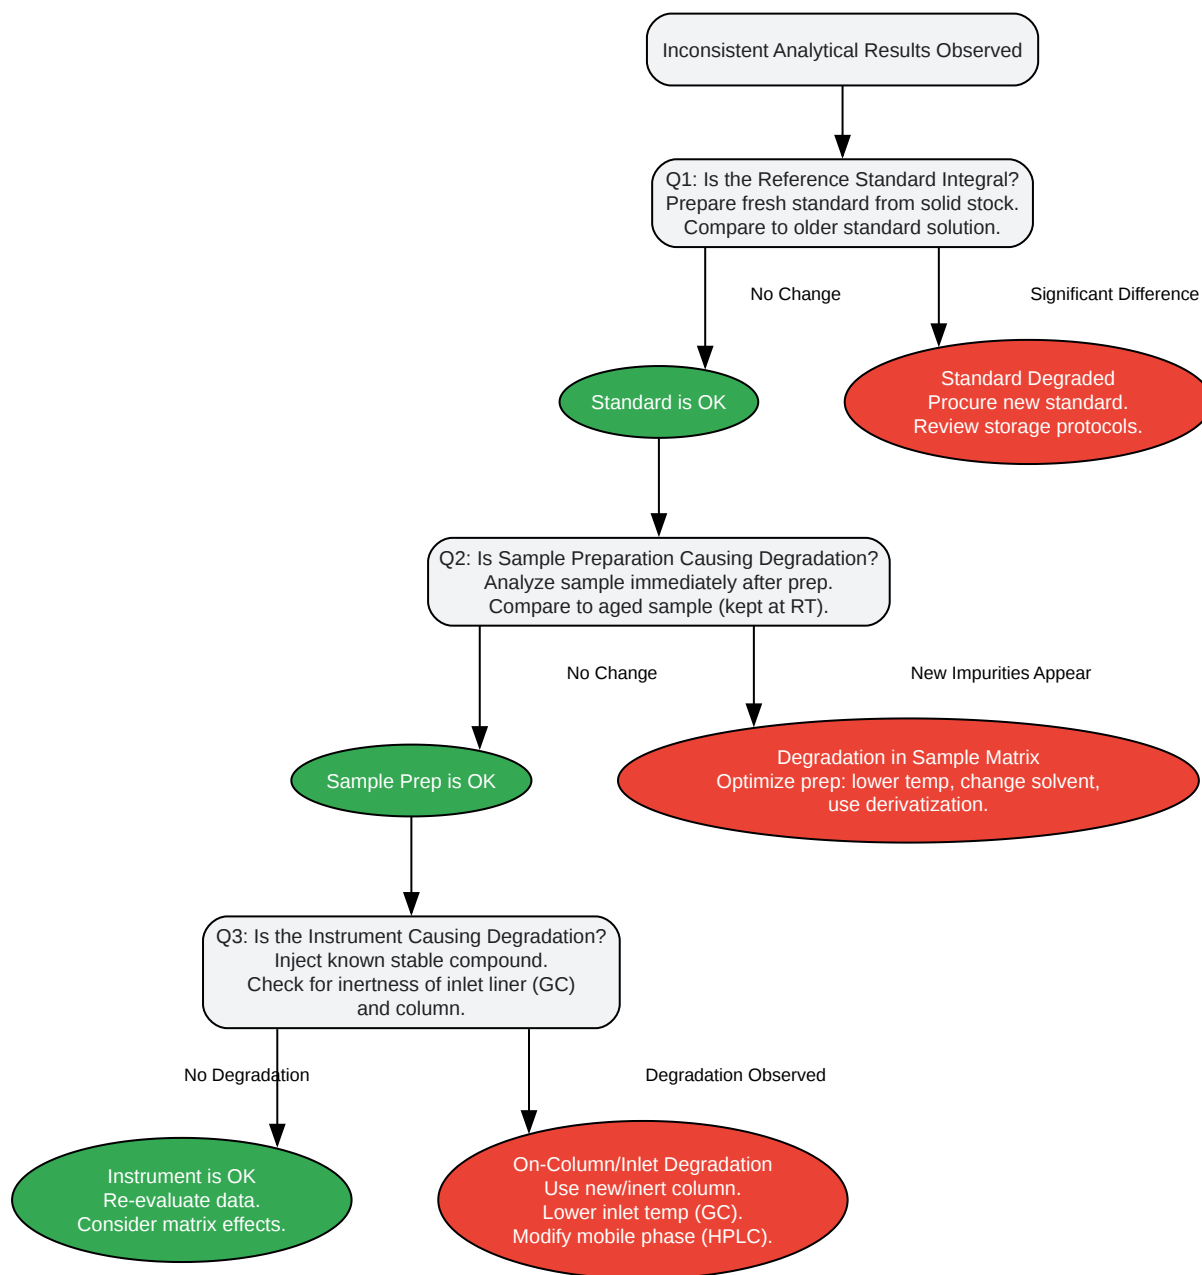 Inconsistent Analytical Results Observed
Q1: Is the Reference Standard Integral?
Prepare fresh standard from solid stock.
Compare to older standard solution.
No Change
Significant Difference
Standard is OK
Standard Degraded
Procure new standard.
Review storage protocols.
Q2: Is Sample Preparation Causing Degradation?
Analyze sample immediately after prep.
Compare to aged sample (kept at RT).
No Change
New Impurities Appear
Sample Prep is OK
Degradation in Sample Matrix
Optimize prep: lower temp, change solvent,
use derivatization.
Q3: Is the Instrument Causing Degradation?
Inject known stable compound.
Check for inertness of inlet liner (GC)
and column.
No Degradation
Degradation Observed
Instrument is OK
Re-evaluate data.
Consider matrix effects.
On-Column/Inlet Degradation
Use new/inert column.
Lower inlet temp (GC).
Modify mobile phase (HPLC).